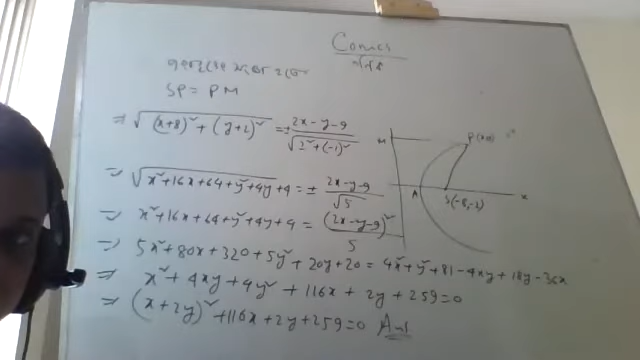 Conics
SP = PM
⇒ √(x+8)² + (y+2)² = ± 2x-y-9 / √2²+(-1)²
⇒ √x²+16x+64+y²+4y+4 = ± 2x-y-9 / √5
⇒ x²+16x+64+y²+4y+4 = (2x-y-9)² / 5
⇒ 5x²+80x+320+5y²+20y+20 = 4x²+y²+81-4xy+18y-36x
⇒ x²+4xy+4y²+116x+2y+259=0
⇒ (x+2y)²+116x+2y+259=0 Ans
M
A
S(-8,-2)
x